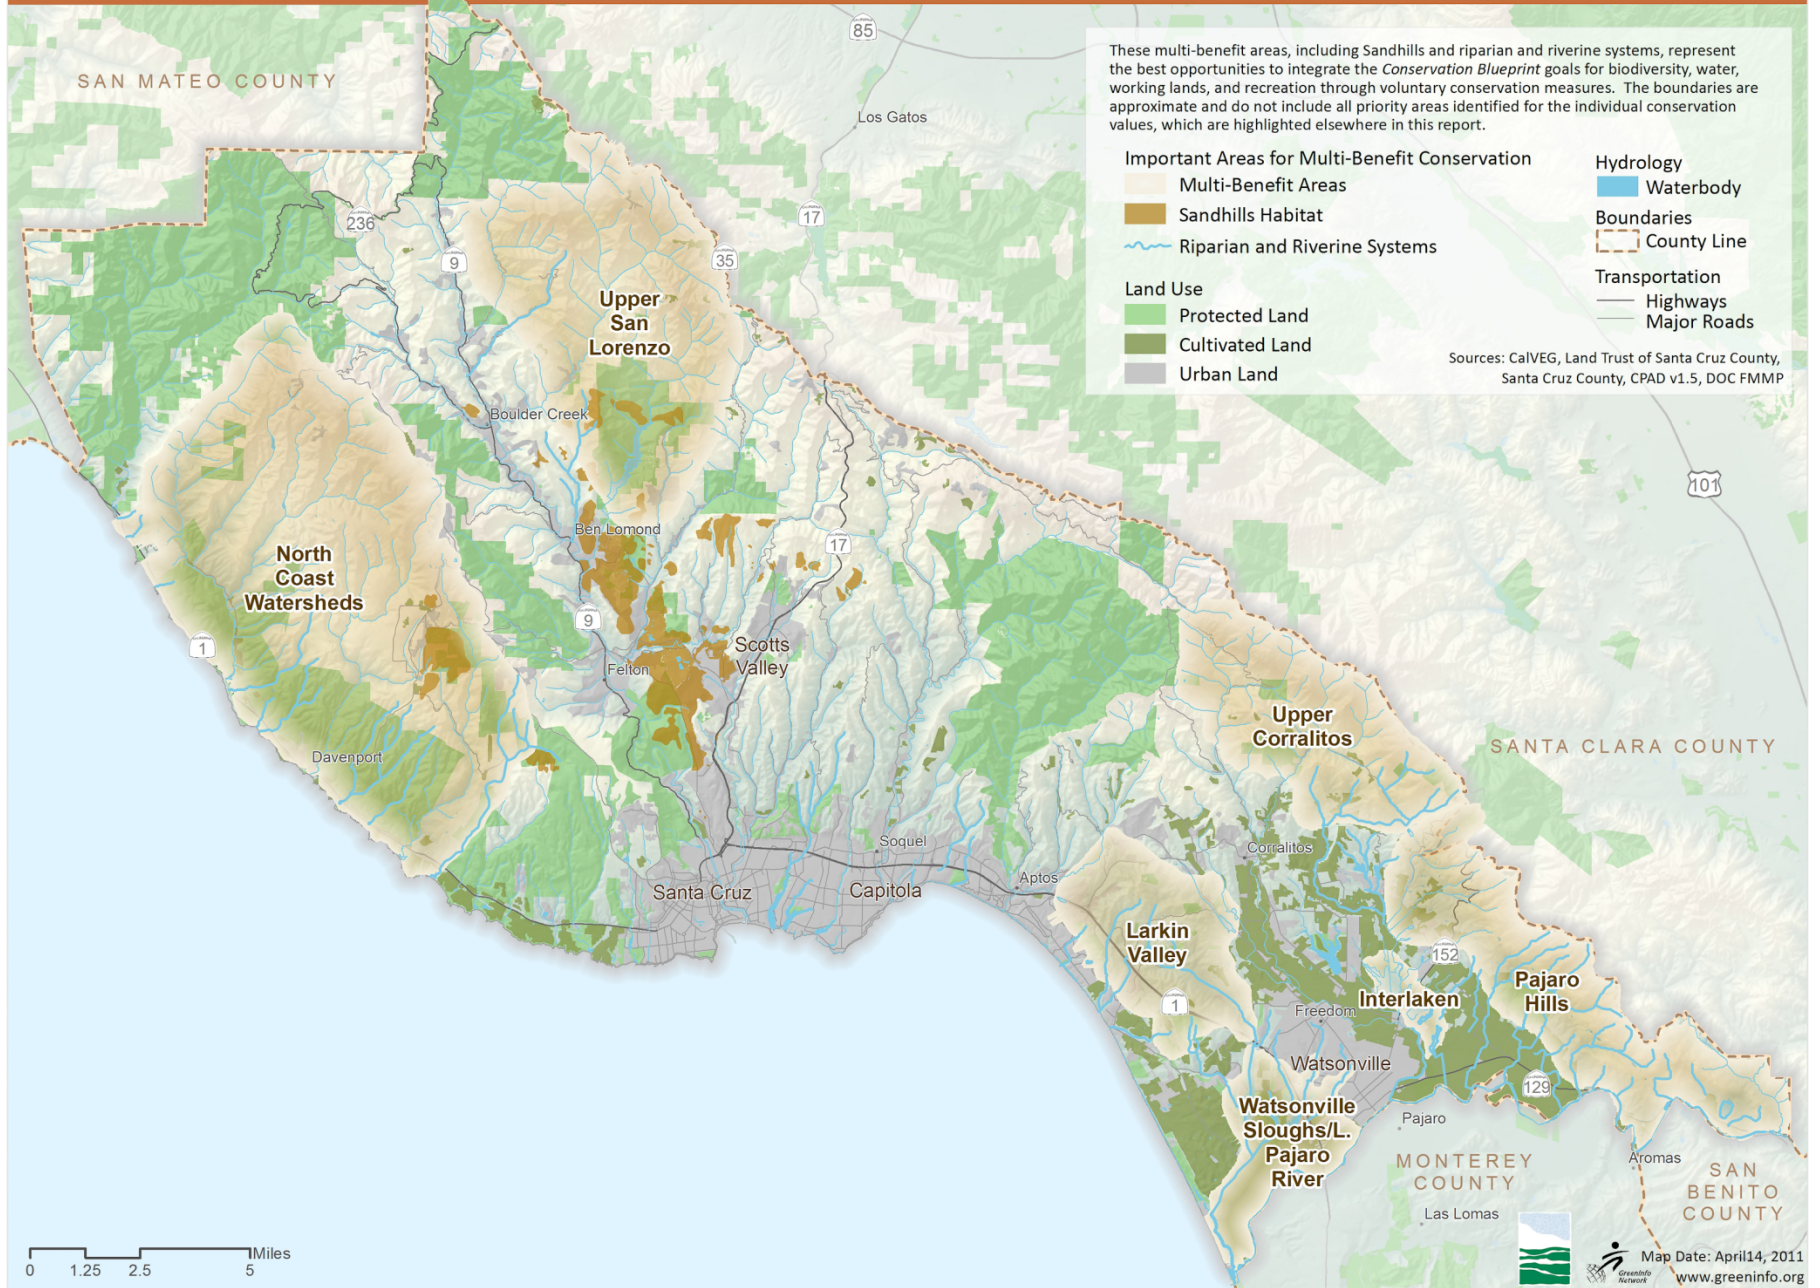 SAN MATEO COUNTY
85
Los Gatos
17
236
9
35
Upper
San
Lorenzo
Boulder Creek
Ben Lomond
17
101
North
Coast
Watersheds
9
1
Felton
Scotts
Valley
Davenport
Upper
Corralitos
SANTA CLARA COUNTY
Soquel
Corralitos
Santa Cruz
Capitola
Aptos
Larkin
Valley
1
152
Interlaken
Pajaro
Hills
Freedom
Watsonville
129
Watsonville
Sloughs/L.
Pajaro
River
Pajaro
MONTEREY
COUNTY
Aromas
SAN
BENITO
COUNTY
Las Lomas
These multi-benefit areas, including Sandhills and riparian and riverine systems, represent
the best opportunities to integrate the Conservation Blueprint goals for biodiversity, water,
working lands, and recreation through voluntary conservation measures. The boundaries are
approximate and do not include all priority areas identified for the individual conservation
values, which are highlighted elsewhere in this report.
Important Areas for Multi-Benefit Conservation
Multi-Benefit Areas
Sandhills Habitat
Riparian and Riverine Systems
Land Use
Protected Land
Cultivated Land
Urban Land
Hydrology
Waterbody
Boundaries
County Line
Transportation
Highways
Major Roads
Sources: CalVEG, Land Trust of Santa Cruz County,
Santa Cruz County, CPAD v1.5, DOC FMMP
Miles
0 1.25 2.5 5
GreenInfo
Network
Map Date: April14, 2011
www.greeninfo.org